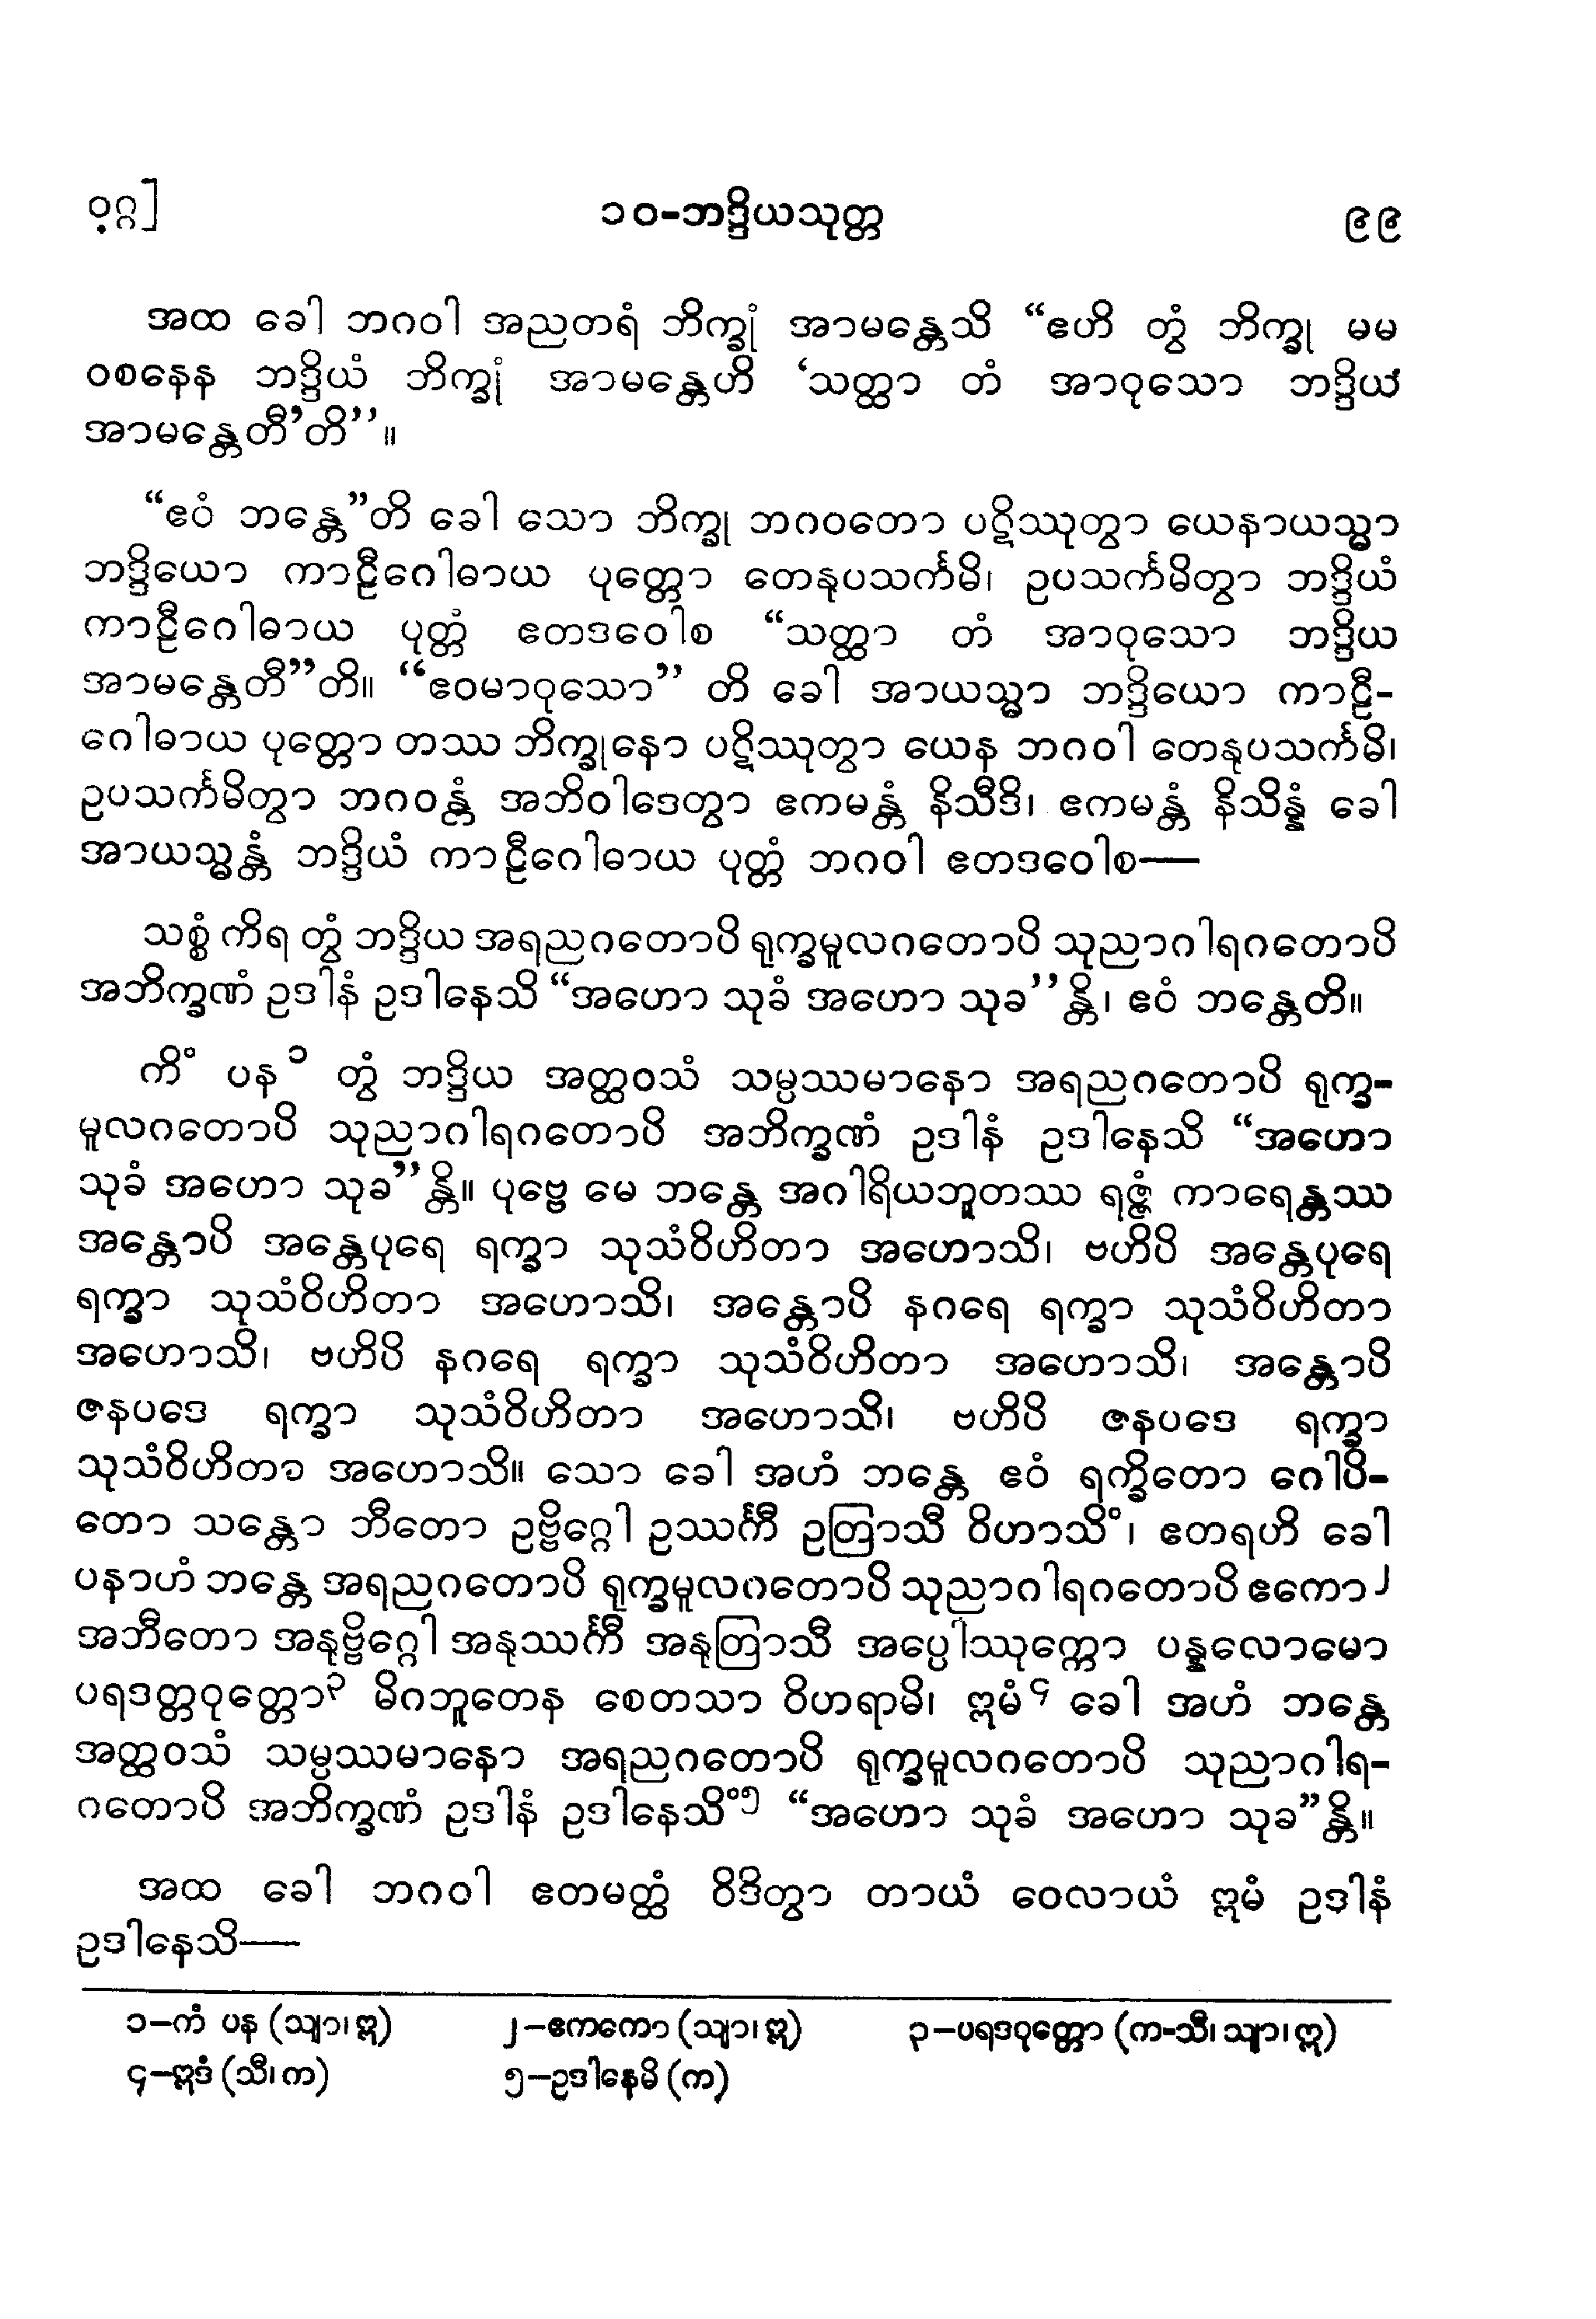 ဝဂ္ဂ]
၁၀-ဘဒ္ဒိယသုတ္တ
၉၉
အထ ခေါ ဘဂဝါ အညတရံ ဘိက္ခုံ အာမန္တေသိ “ဧဟိ တွံ ဘိက္ခု မမ
ဝစနေန ဘဒ္ဒိယံ ဘိက္ခုံ အာမန္တေဟိ ‘သတ္ထာ တံ အာဝုသော ဘဒ္ဒိယံ
အာမန္တေတီ’တိ’’။
“ဧဝံ ဘန္တေ”တိ ခေါ သော ဘိက္ခု ဘဂဝတော ပဋိဿုတွာ ယေနာယသ္မာ
ဘဒ္ဒိယော ကာဠီဂေါဓာယ ပုတ္တော တေနုပသင်္ကမိ၊ ဥပသင်္ကမိတွာ ဘဒ္ဒိယံ
ကာဠီဂေါဓာယ ပုတ္တံ ဧတဒဝေါစ “သတ္ထာ တံ အာဝုသော ဘဒ္ဒိယ
အာမန္တေတီ”တိ။ “ဧဝမာဝုသော” တိ ခေါ အာယသ္မာ ဘဒ္ဒိယော ကာဠီ-
ဂေါဓာယ ပုတ္တော တဿ ဘိက္ခုနော ပဋိဿုတွာ ယေန ဘဂဝါ တေနုပသင်္ကမိ၊
ဥပသင်္ကမိတွာ ဘဂဝန္တံ အဘိဝါဒေတွာ ဧကမန္တံ နိသီဒိ၊ ဧကမန္တံ နိသိန္နံ ခေါ
အာယသ္မန္တံ ဘဒ္ဒိယံ ကာဠီဂေါဓာယ ပုတ္တံ ဘဂဝါ ဧတဒဝေါစ—
သစ္စံ ကိရ တွံ ဘဒ္ဒိယ အရညဂတောပိ ရုက္ခမူလဂတောပိ သုညာဂါရဂတောပိ
အဘိက္ခဏံ ဥဒါနံ ဥဒါနေသိ “အဟော သုခံ အဟော သုခ’’န္တိ၊ ဧဝံ ဘန္တေတိ။
ကိံ ပန ၁ တွံ ဘဒ္ဒိယ အတ္ထဝသံ သမ္ပဿမာနော အရညဂတောပိ ရုက္ခ-
မူလဂတောပိ သုညာဂါရဂတောပိ အဘိက္ခဏံ ဥဒါနံ ဥဒါနေသိ “အဟော
သုခံ အဟော သုခ”န္တိ။ ပုဗ္ဗေ မေ ဘန္တေ အဂါရိယဘူတဿ ရဇ္ဇံ ကာရေန္တဿ
အန္တောပိ အန္တေပုရေ ရက္ခာ သုသံဝိဟိတာ အဟောသိ၊ ဗဟိပိ အန္တေပုရေ
ရက္ခာ သုသံဝိဟိတာ အဟောသိ၊ အန္တောပိ နဂရေ ရက္ခာ သုသံဝိဟိတာ
အဟောသိ၊ ဗဟိပိ နဂရေ ရက္ခာ သုသံဝိဟိတာ အဟောသိ၊ အန္တောပိ
ဇနပဒေ ရက္ခာ သုသံဝိဟိတာ အဟောသိ၊ ဗဟိပိ ဇနပဒေ ရက္ခာ
သုသံဝိဟိတာ အဟောသိ။ သော ခေါ အဟံ ဘန္တေ ဧဝံ ရက္ခိတော ဂေါပိ-
တော သန္တော ဘီတော ဥဗ္ဗိဂ္ဂေါ ဥဿင်္ကီ ဥတြာသီ ဝိဟာသိံ၊ ဧတရဟိ ခေါ
ပနာဟံ ဘန္တေ အရညဂတောပိ ရုက္ခမူလဂတောပိ သုညာဂါရဂတောပိ ဧကော၂
အဘီတော အနုဗ္ဗိဂ္ဂေါ အနုဿင်္ကီ အနုတြာသီ အပ္ပေါဿုက္ကော ပန္နလောမော
ပရဒတ္တဝုတ္တော၃ မိဂဘူတေန စေတသာ ဝိဟရာမိ၊ ဣမံ၄ ခေါ အဟံ ဘန္တေ
အတ္ထဝသံ သမ္ပဿမာနော အရညဂတောပိ ရုက္ခမူလဂတောပိ သုညာဂါရ-
ဂတောပိ အဘိက္ခဏံ ဥဒါနံ ဥဒါနေသိံ၅ “အဟော သုခံ အဟော သုခ”န္တိ။
အထ ခေါ ဘဂဝါ ဧတမတ္ထံ ဝိဒိတွာ တာယံ ဝေလာယံ ဣမံ ဥဒါနံ
ဥဒါနေသိ—
၁–ကံ ပန (သျာ၊ ဣ) ၂–ဧကကော (သျာ၊ ဣ) ၃–ပရဒဝုတ္တော (က-သီ၊ သျာ၊ ဣ)
၄–ဣဒံ (သီ၊ က) ၅–ဥဒါနေမိ (က)